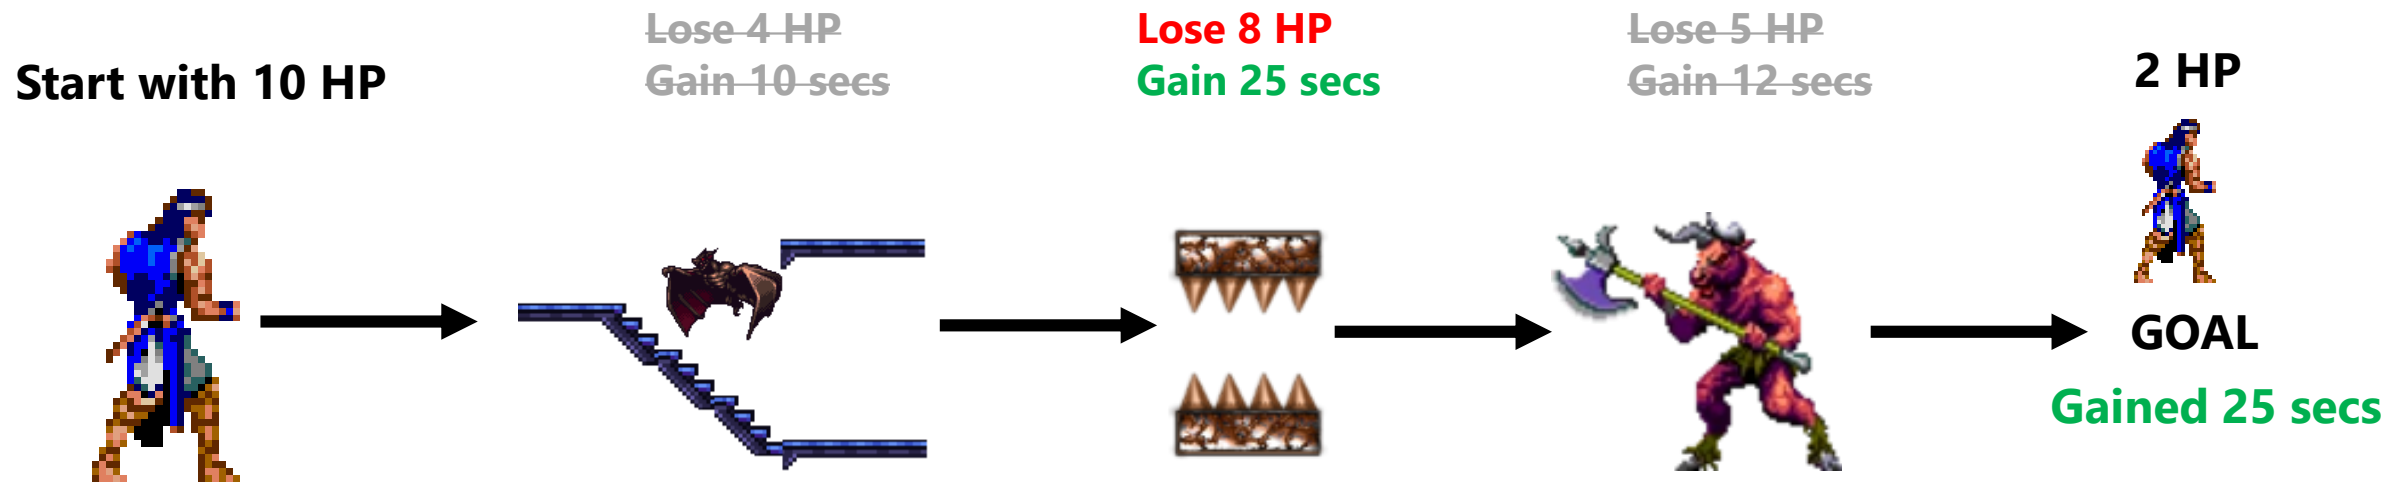 Start with 10 HP
Lose 4 HP
Gain 10 secs
Lose 8 HP
Gain 25 secs
Lose 5 HP
Gain 12 secs
2 HP
GOAL
Gained 25 secs